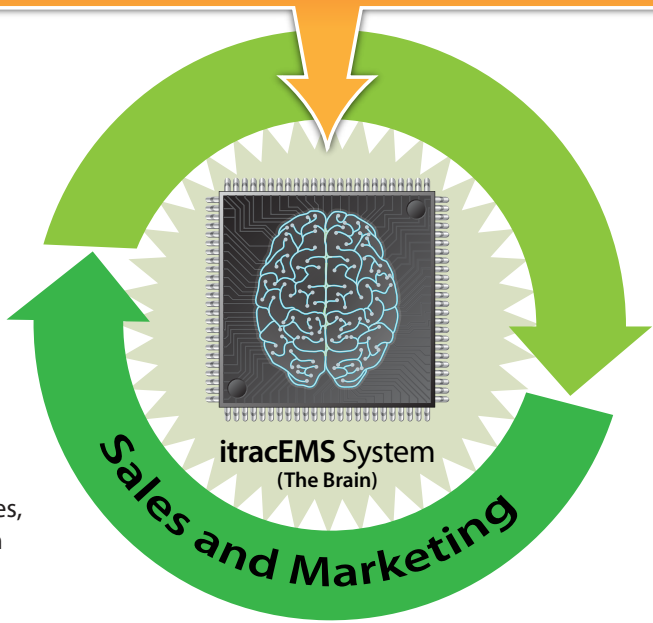 itracEMS System
(The Brain)
Sales and Marketing